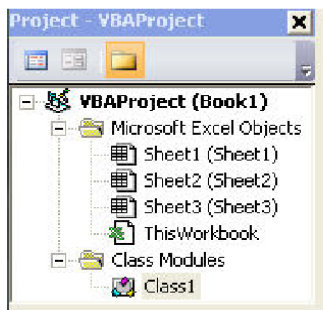 Project - VBAProject
VBAProject (Book1)
Microsoft Excel Objects
Sheet1 (Sheet1)
Sheet2 (Sheet2)
Sheet3 (Sheet3)
ThisWorkbook
Class Modules
Class1